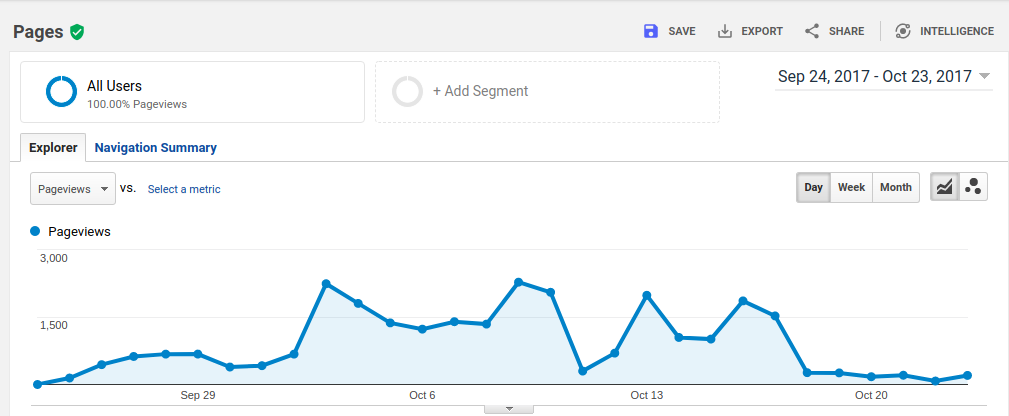 Pages
SAVE EXPORT SHARE INTELLIGENCE
All Users
100.00% Pageviews
+ Add Segment
Sep 24, 2017 - Oct 23, 2017
Explorer Navigation Summary
Pageviews vs. Select a metric
Day Week Month
Pageviews
3,000
1,500
Sep 29 Oct 6 Oct 13 Oct 20